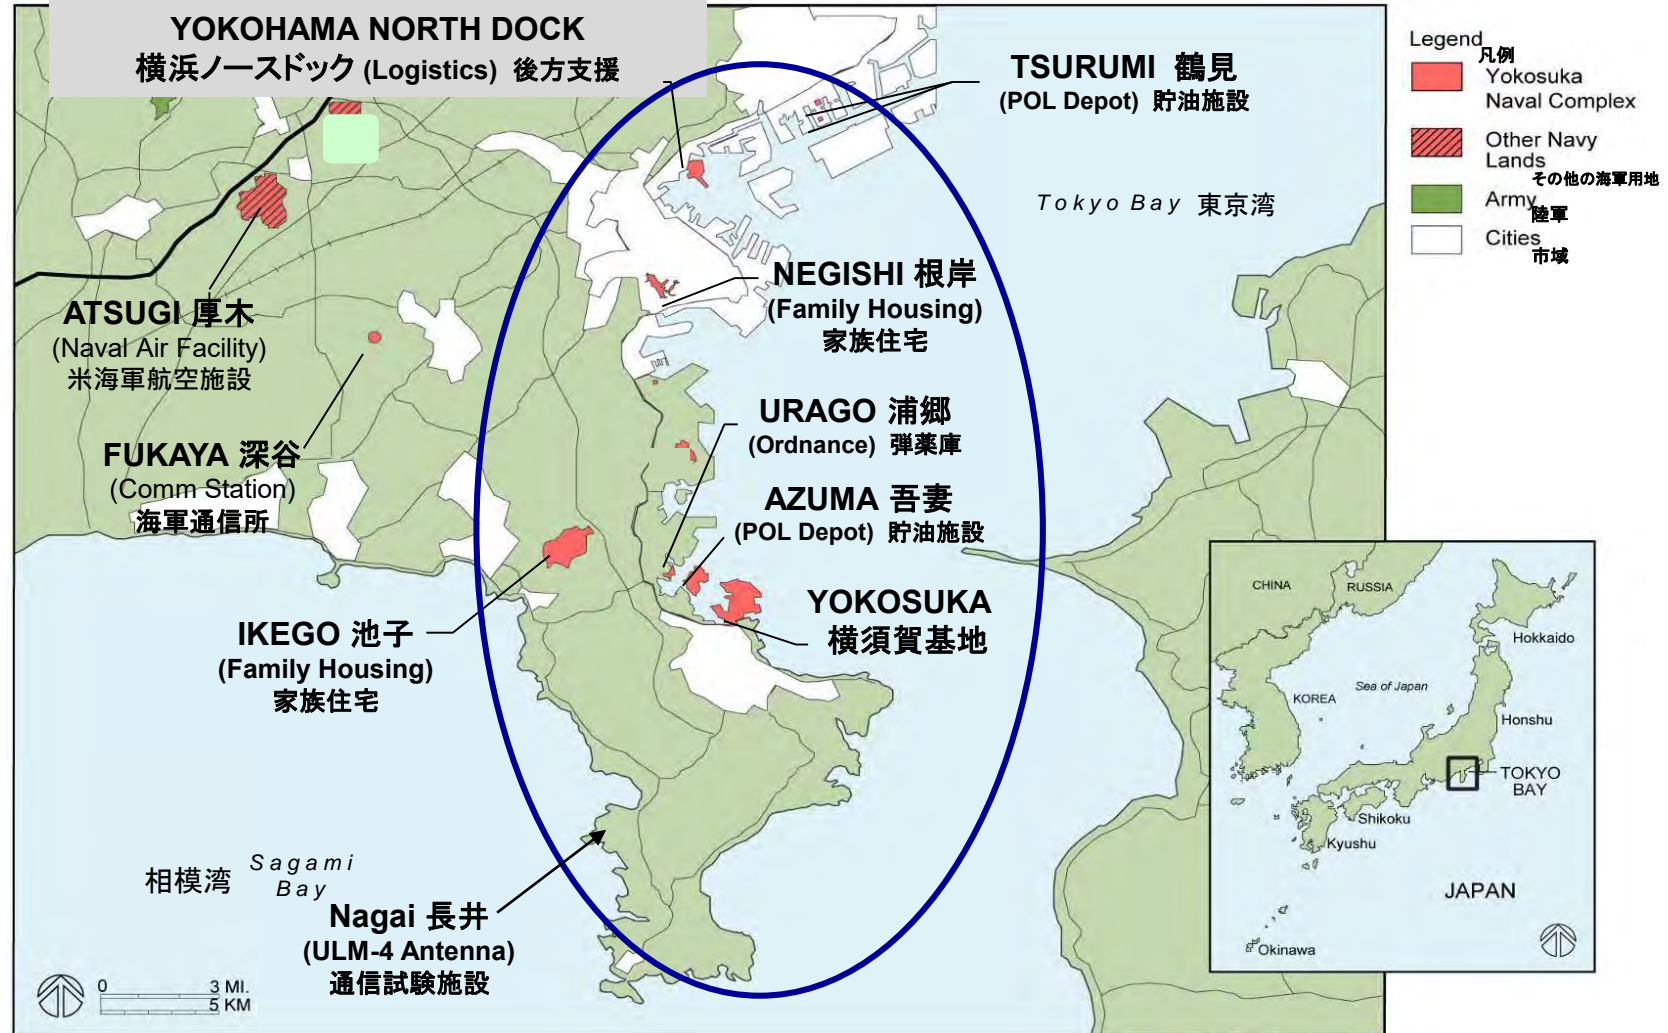 YOKOHAMA NORTH DOCK
横浜ノースドック (Logistics) 後方支援
TSURUMI 鶴見
(POL Depot) 貯油施設
Legend
凡例
Yokosuka
Naval Complex
Other Navy
Lands
その他の海軍用地
Army
陸軍
Cities
市域
Tokyo Bay 東京湾
NEGISHI 根岸
(Family Housing)
家族住宅
ATSUGI 厚木
(Naval Air Facility)
米海軍航空施設
URAGO 浦郷
(Ordnance) 弾薬庫
FUKAYA 深谷
(Comm Station)
海軍通信所
AZUMA 吾妻
(POL Depot) 貯油施設
YOKOSUKA
横須賀基地
IKEGO 池子
(Family Housing)
家族住宅
相模湾 Sagami
Bay
Nagai 長井
(ULM-4 Antenna)
通信試験施設
0 3 MI.
5 KM
CHINA
RUSSIA
Hokkaido
KOREA
Sea of Japan
Honshu
TOKYO
BAY
Shikoku
Kyushu
JAPAN
Okinawa